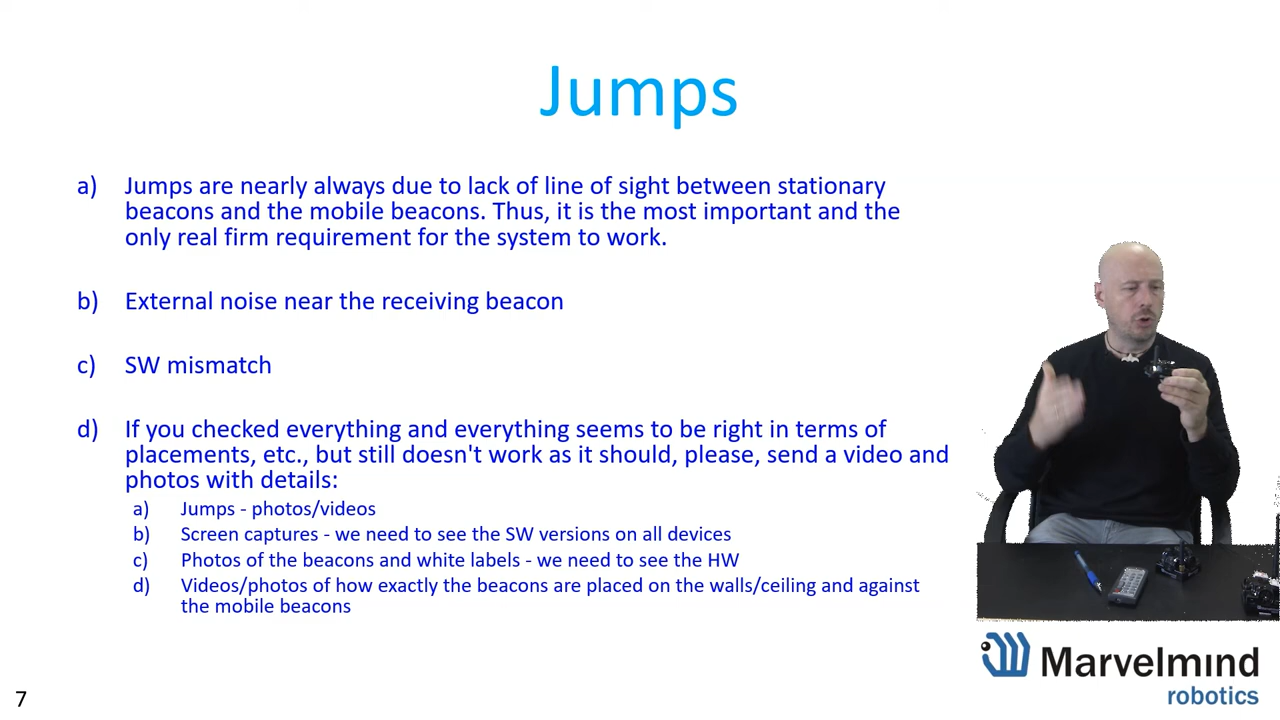 Jumps
a) Jumps are nearly always due to lack of line of sight between stationary
beacons and the mobile beacons. Thus, it is the most important and the
only real firm requirement for the system to work.
b) External noise near the receiving beacon
c) SW mismatch
d) If you checked everything and everything seems to be right in terms of
placements, etc., but still doesn't work as it should, please, send a video and
photos with details:
a) Jumps - photos/videos
b) Screen captures - we need to see the SW versions on all devices
c) Photos of the beacons and white labels - we need to see the HW
d) Videos/photos of how exactly the beacons are placed on the walls/ceiling and against
the mobile beacons
Marvelmind
robotics
7